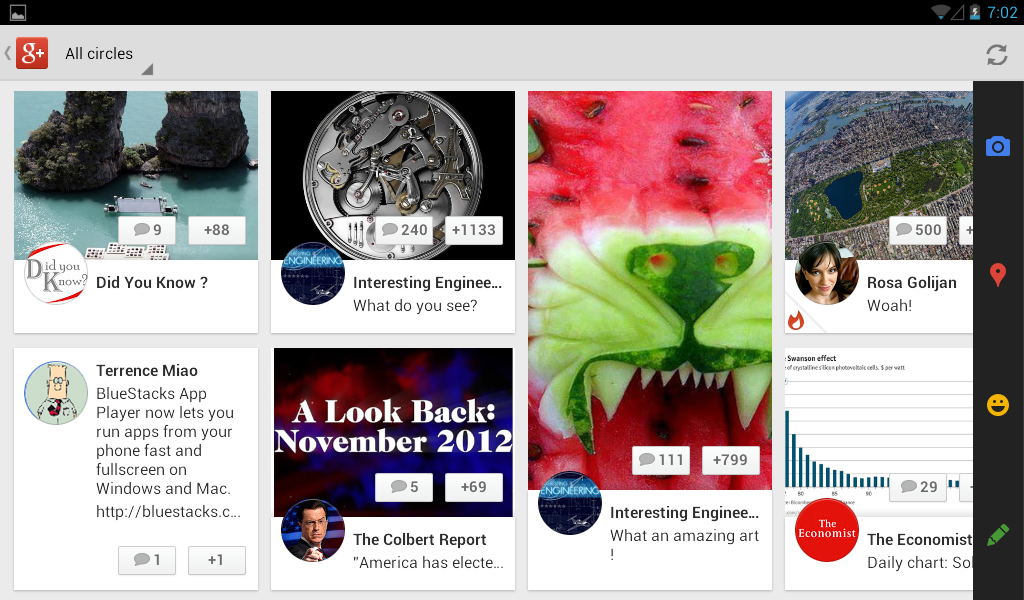 7:02
g+
All circles
9
+88
Did you Know?
Did You Know ?
240
+1133
ENGINEERING
Interesting Enginee...
What do you see?
500
Rosa Golijan
Woah!
Terrence Miao
BlueStacks App
Player now lets you
run apps from your
phone fast and
fullscreen on
Windows and Mac.
http://bluestacks.c...
1
+1
A Look Back:
November 2012
5
+69
The Colbert Report
"America has electe...
111
+799
ENGINEERING
Interesting Enginee...
What an amazing art
!
Swanson effect
of crystalline silicon photovoltaic cells, $ per watt
80
85
90
29
The
Economist
The Economist
Daily chart: Sol